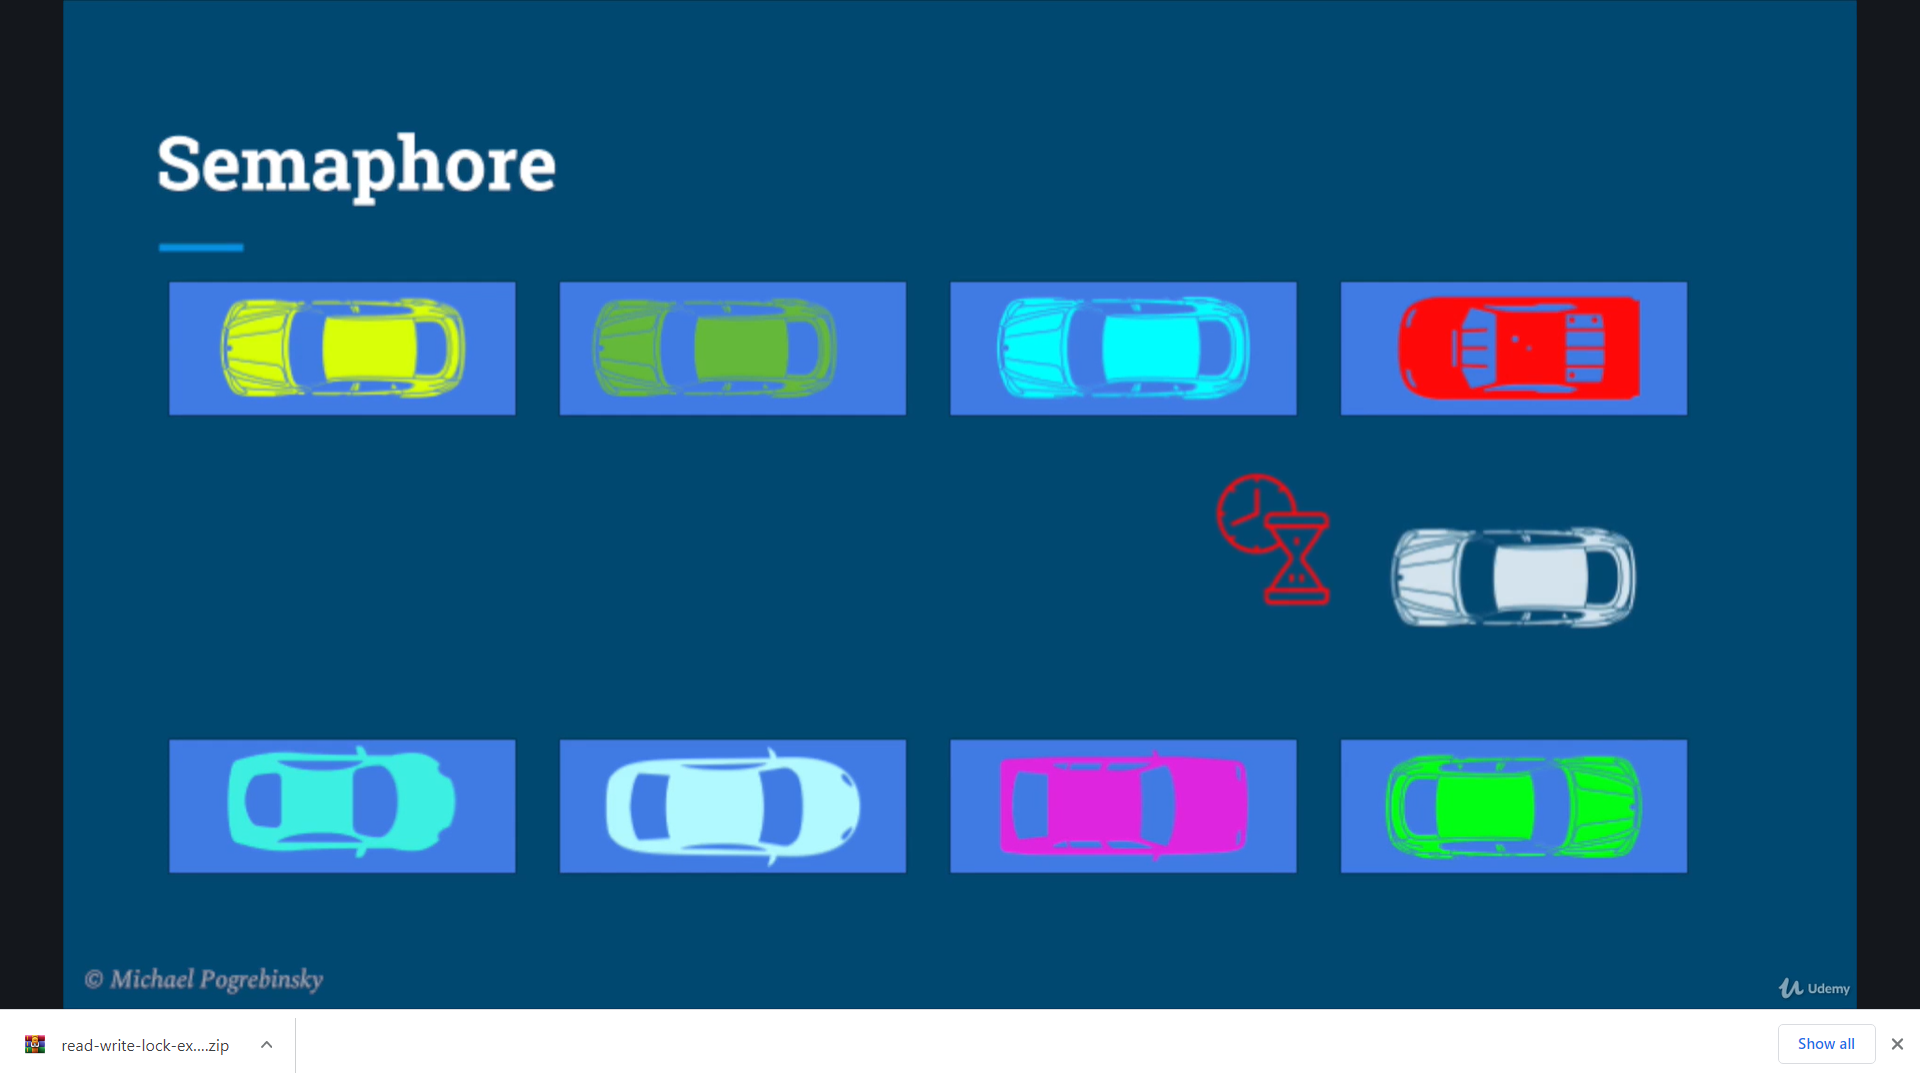 Semaphore
© Michael Pogrebinsky
Udemy
read-write-lock-ex....zip
Show all